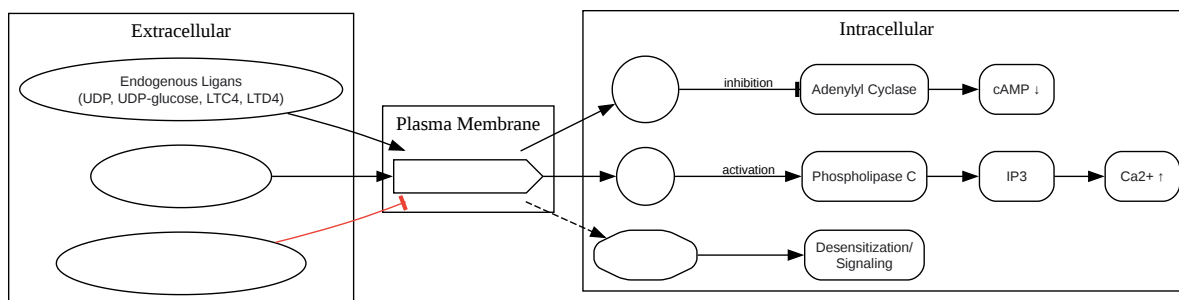 Extracellular
Endogenous Ligans
(UDP, UDP-glucose, LTC4, LTD4)
Plasma Membrane
Intracellular
inhibition
Adenylyl Cyclase
cAMP ↓
activation
Phospholipase C
IP3
Ca2+ ↑
Desensitization/
Signaling